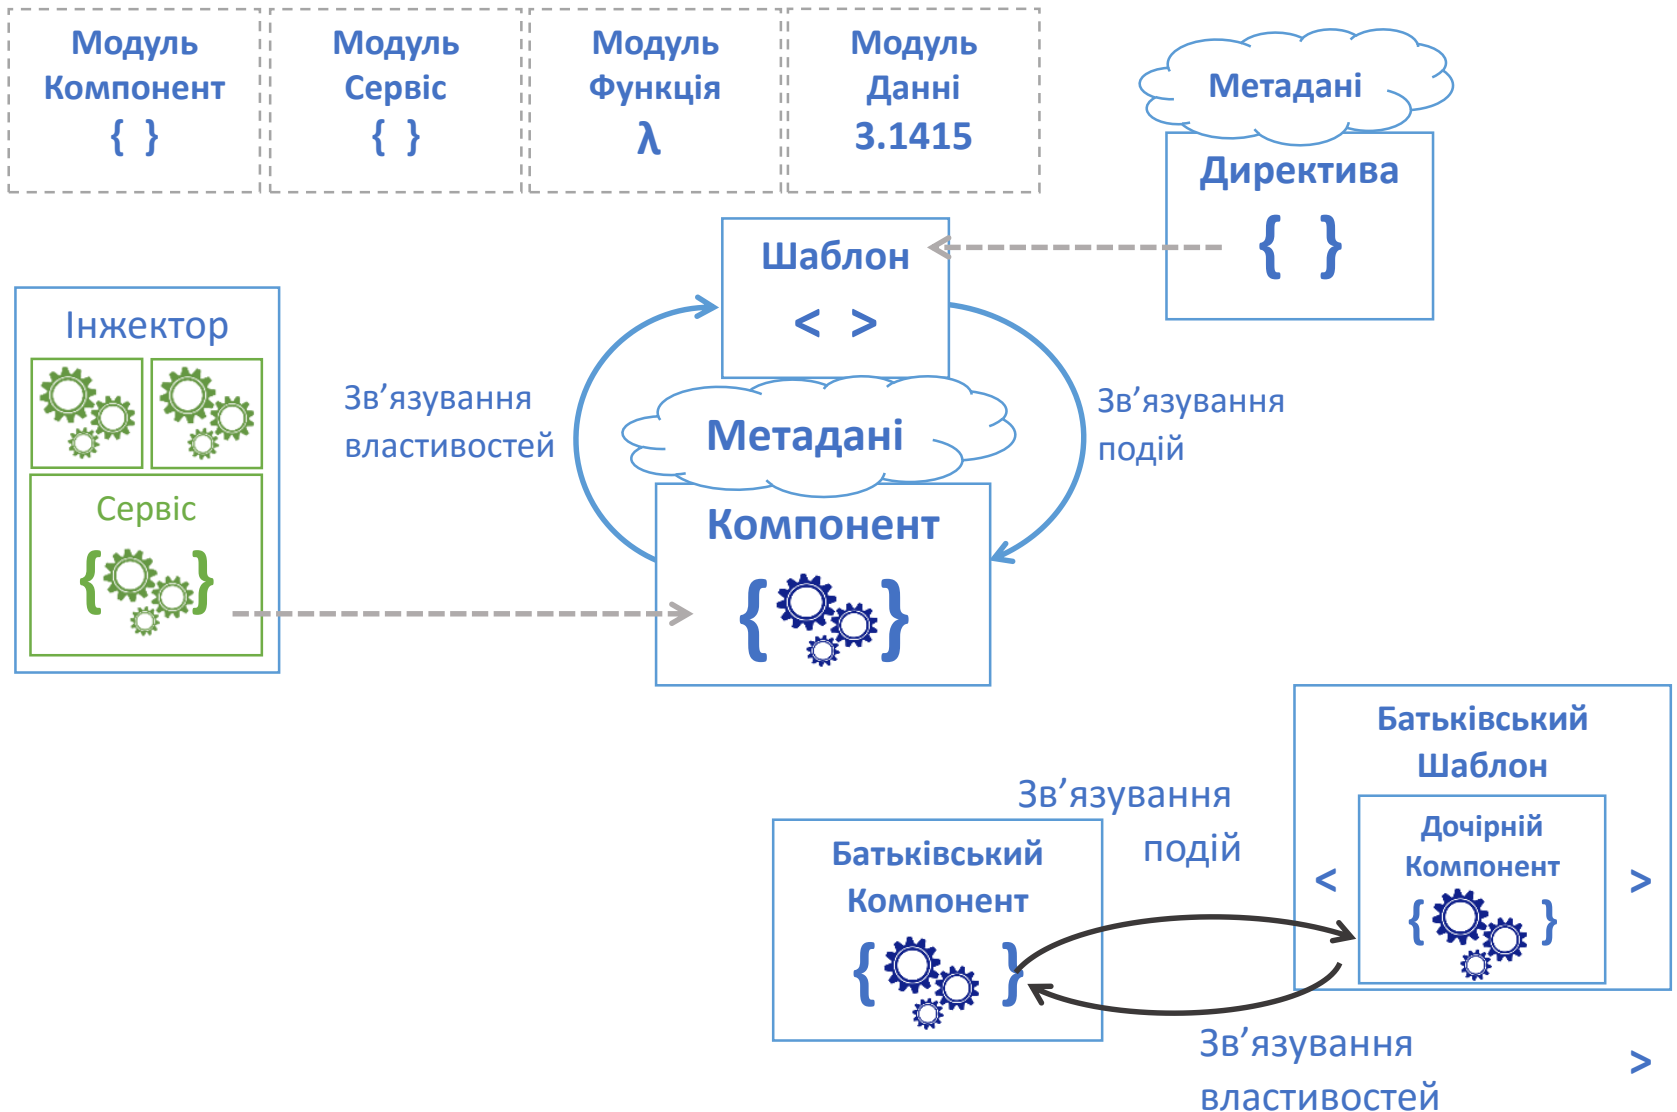 Модуль
Компонент
{ }
Модуль
Сервіс
{ }
Модуль
Функція
λ
Модуль
Данні
3.1415
Метадані
Директива
{ }
Шаблон
< >
Інжектор
Сервіс
{ }
Зв’язування
властивостей
Зв’язування
подій
Метадані
Компонент
{ }
Батьківський
Шаблон
Дочірній
Компонент
< { } >
Зв’язування
подій
Батьківський
Компонент
{ }
Зв’язування
властивостей
>